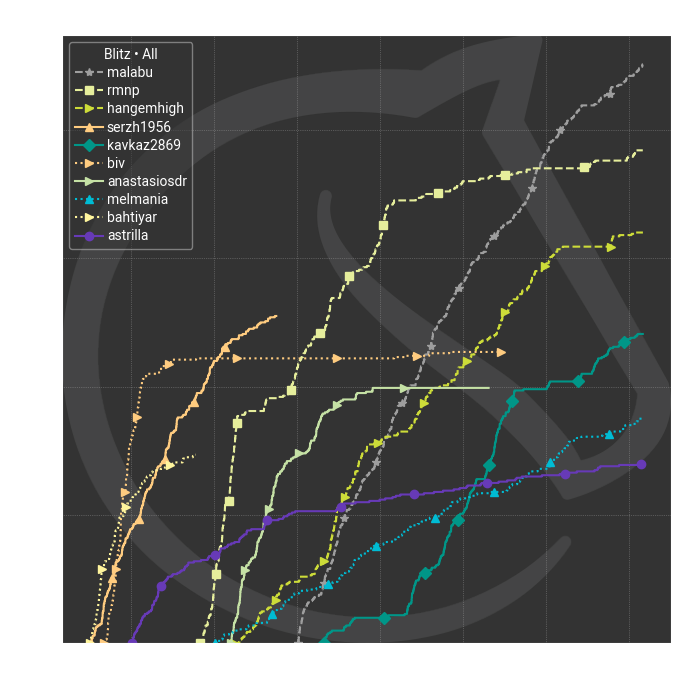 Blitz • All
malabu
rmnp
hangemhigh
serzh1956
kavkaz2869
biv
anastasiosdr
melmania
bahtiyar
astrilla